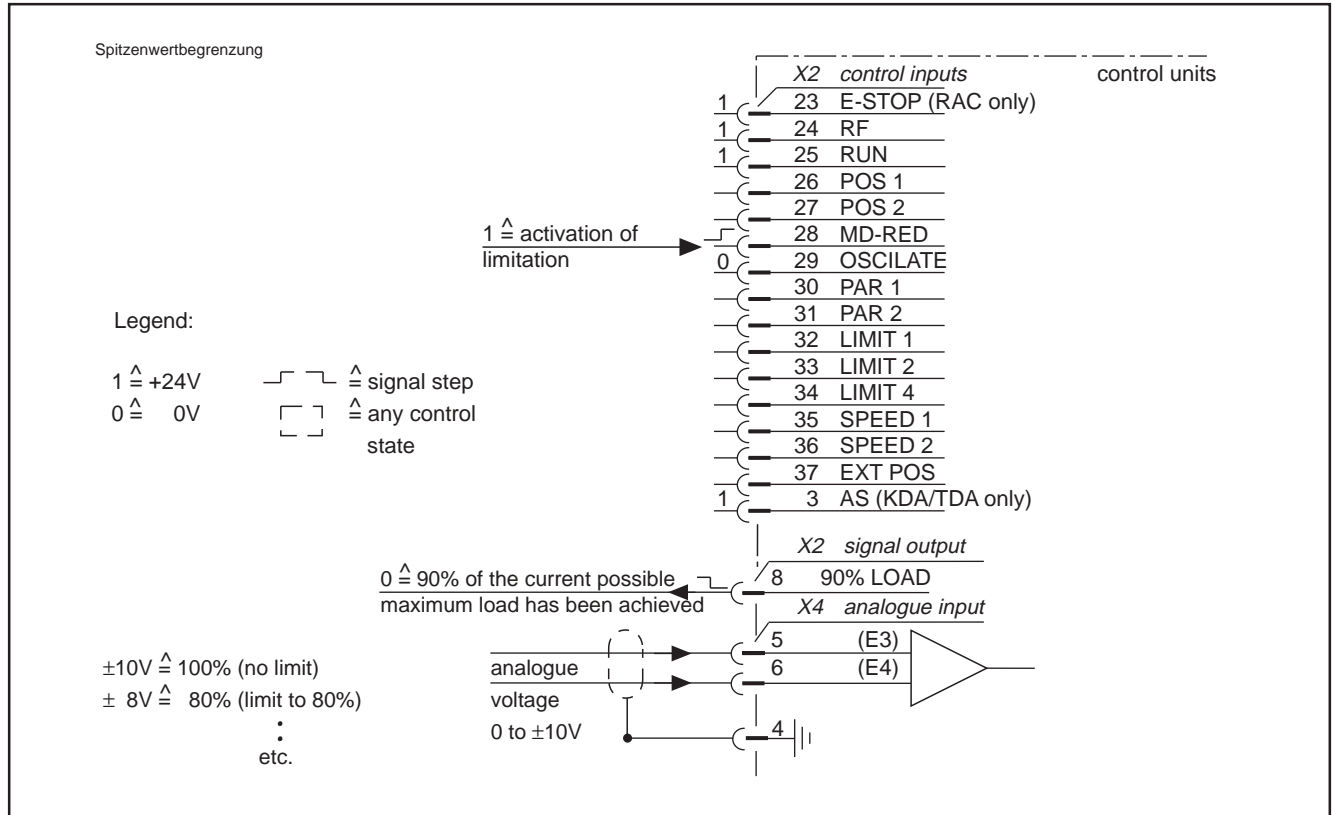 Spitzenwertbegrenzung
X2 control inputs control units
1 23 E-STOP (RAC only)
1 24 RF
1 25 RUN
26 POS 1
27 POS 2
1 ≙ activation of
limitation
28 MD-RED
0 29 OSCILATE
30 PAR 1
31 PAR 2
32 LIMIT 1
33 LIMIT 2
34 LIMIT 4
35 SPEED 1
36 SPEED 2
37 EXT POS
1 3 AS (KDA/TDA only)
Legend:
1 ≙ +24V ≙ signal step
0 ≙ 0V ≙ any control
state
X2 signal output
0 ≙ 90% of the current possible
maximum load has been achieved
8 90% LOAD
X4 analogue input
5 (E3)
6 (E4)
analogue
voltage
0 to ±10V
4
±10V ≙ 100% (no limit)
± 8V ≙ 80% (limit to 80%)
:
etc.